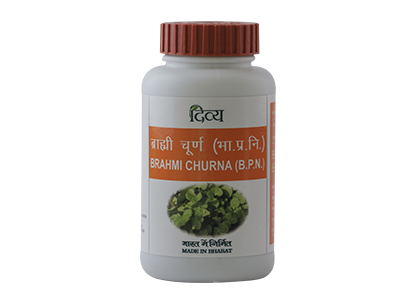 दिव्य
ब्राह्मी चूर्ण (भा.प्र.नि.)
BRAHMI CHURNA (B.P.N.)
भारत में निर्मित
MADE IN BHARAT